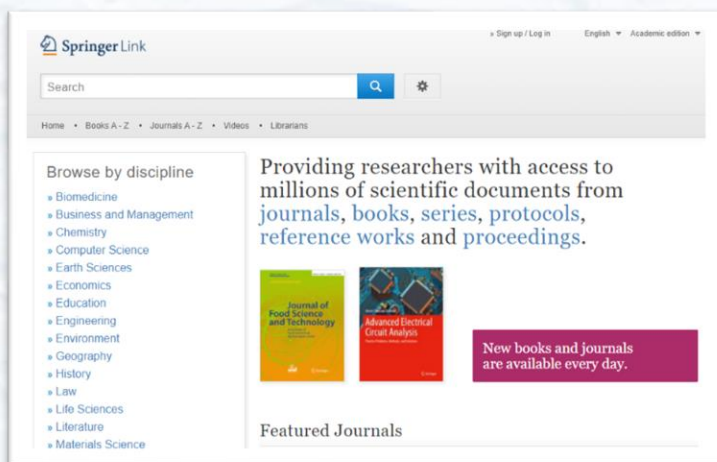 Springer Link
» Sign up / Log in English Academic edition
Search
Home • Books A - Z • Journals A - Z • Videos • Librarians
Browse by discipline
» Biomedicine
» Business and Management
» Chemistry
» Computer Science
» Earth Sciences
» Economics
» Education
» Engineering
» Environment
» Geography
» History
» Law
» Life Sciences
» Literature
» Materials Science
Providing researchers with access to
millions of scientific documents from
journals, books, series, protocols,
reference works and proceedings.
Journal of
Food Science
and Technology
Springer
Advanced Electrical
Circuit Analysis
Springer
New books and journals
are available every day.
Featured Journals